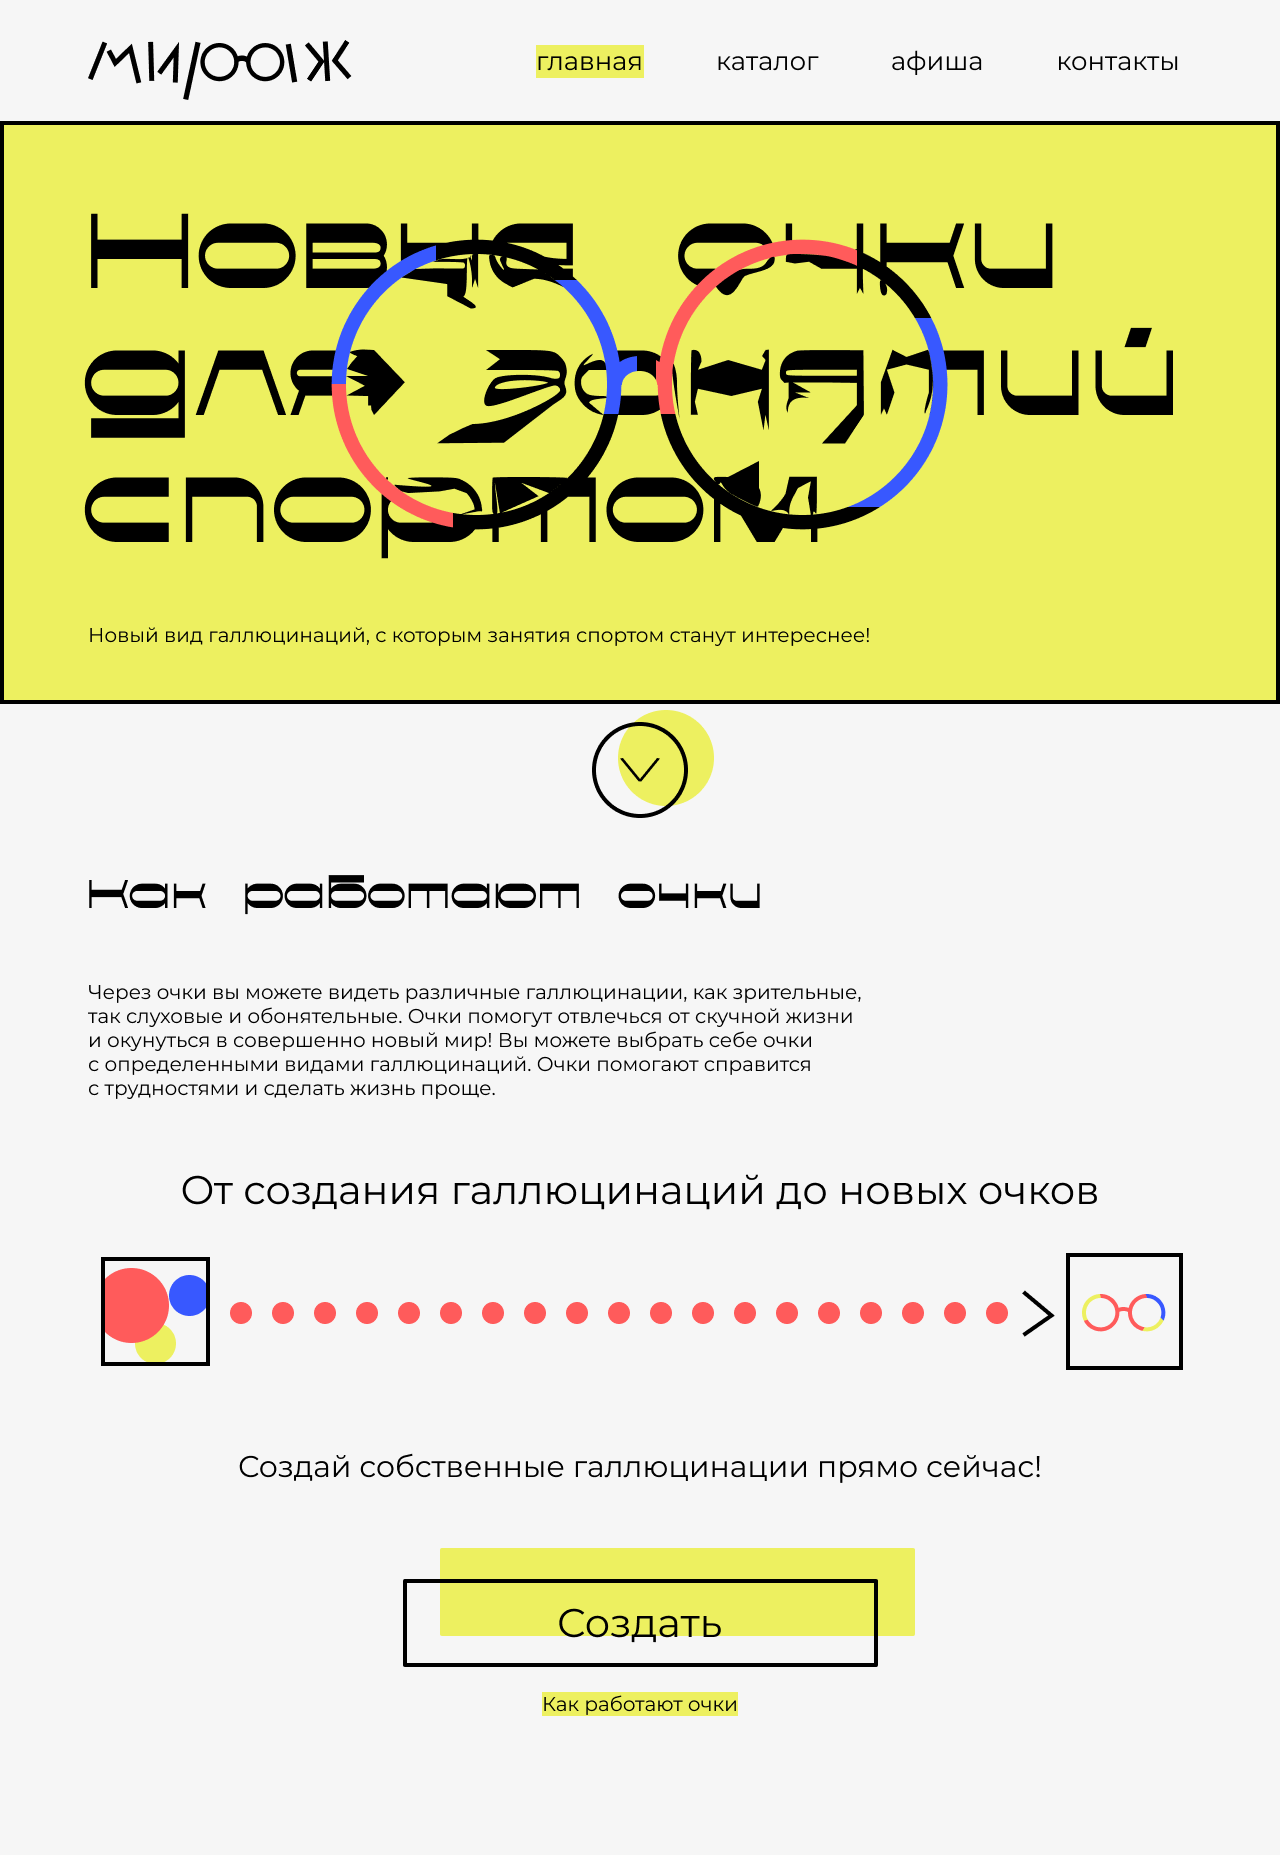 мираж
главная
каталог
афиша
контакты
Новые очки
для занятий
спортом
Новый вид галлюцинаций, с которым занятия спортом станут интереснее!
Как работают очки
Через очки вы можете видеть различные галлюцинации, как зрительные,
так слуховые и обонятельные. Очки помогут отвлечься от скучной жизни
и окунуться в совершенно новый мир! Вы можете выбрать себе очки
с определенными видами галлюцинаций. Очки помогают справится
с трудностями и сделать жизнь проще.
От создания галлюцинаций до новых очков
Создай собственные галлюцинации прямо сейчас!
Создать
Как работают очки